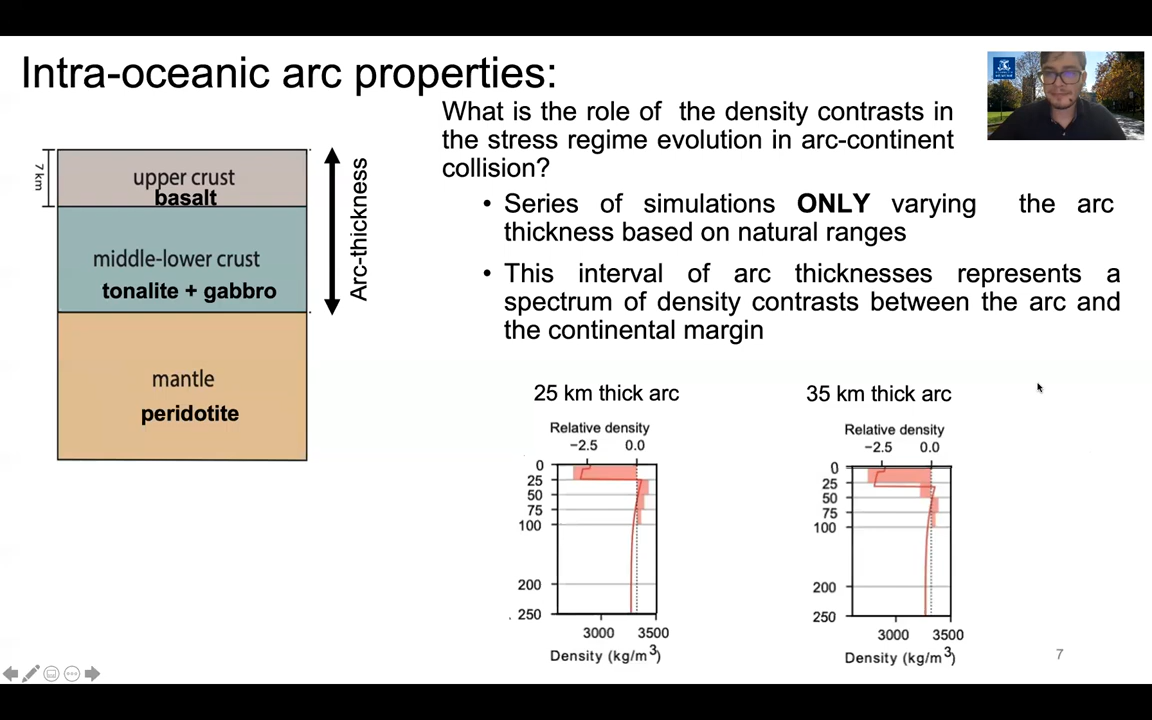 Intra-oceanic arc properties:
What is the role of the density contrasts in
the stress regime evolution in arc-continent
collision?
• Series of simulations ONLY varying the arc
thickness based on natural ranges
• This interval of arc thicknesses represents a
spectrum of density contrasts between the arc and
the continental margin
7 km
upper crust
basalt
middle-lower crust
tonalite + gabbro
mantle
peridotite
Arc-thickness
25 km thick arc
Relative density
−2.5 0.0
0
25
50
75
100
200
250
3000 3500
Density (kg/m³)
35 km thick arc
Relative density
−2.5 0.0
0
25
50
75
100
200
250
3000 3500
Density (kg/m³)
7